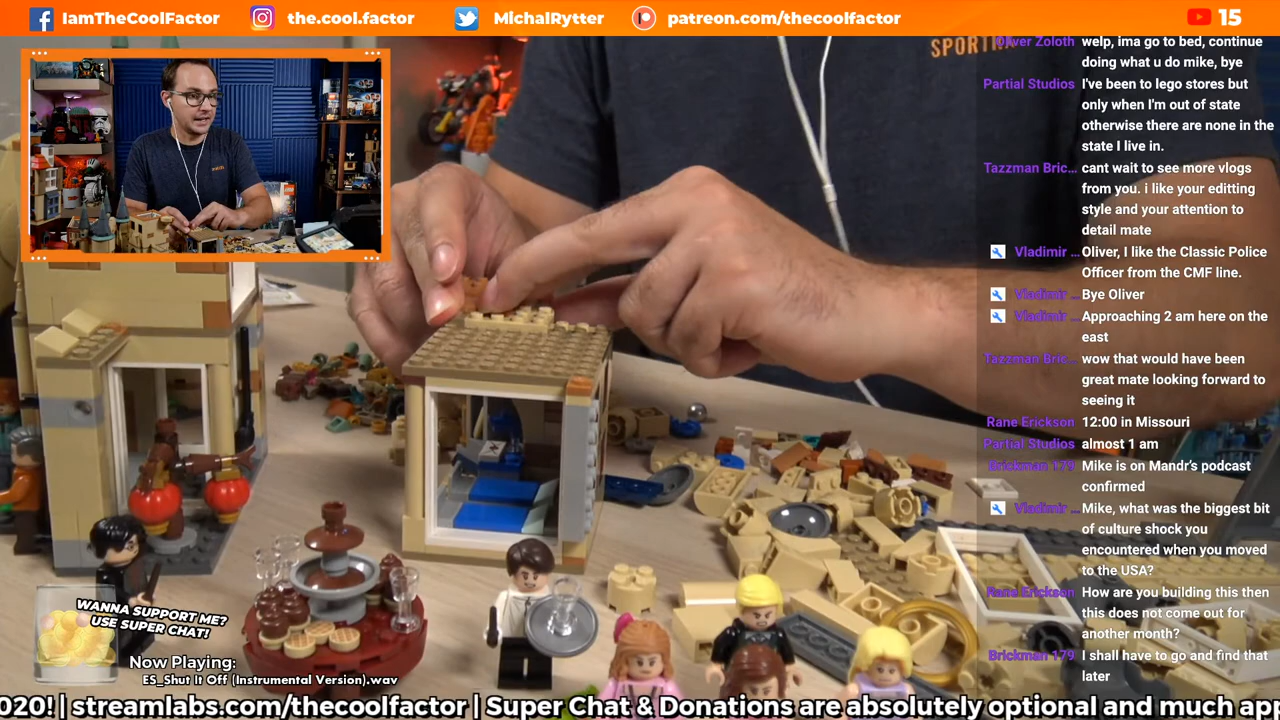 IamTheCoolFactor the.cool.factor MichalRytter patreon.com/thecoolfactor 15
SPORTI
Oliver Zoloth welp, ima go to bed, continue
doing what u do mike, bye
Partial Studios I've been to lego stores but
only when I'm out of state
otherwise there are none in the
state I live in.
Tazzman Bric... cant wait to see more vlogs
from you. i like your editting
style and your attention to
detail mate
Vladimir ... Oliver, I like the Classic Police
Officer from the CMF line.
Vladimir ... Bye Oliver
Vladimir ... Approaching 2 am here on the
east
Tazzman Bric... wow that would have been
great mate looking forward to
seeing it
Rane Erickson 12:00 in Missouri
Partial Studios almost 1 am
Brickman 179 Mike is on Mandr's podcast
confirmed
Vladimir ... Mike, what was the biggest bit
of culture shock you
encountered when you moved
to the USA?
Rane Erickson How are you building this then
this does not come out for
another month?
Brickman 179 I shall have to go and find that
later
WANNA SUPPORT ME?
USE SUPER CHAT!
Now Playing:
ES_Shut It Off (Instrumental Version).wav
020! | streamlabs.com/thecoolfactor | Super Chat & Donations are absolutely optional and much app